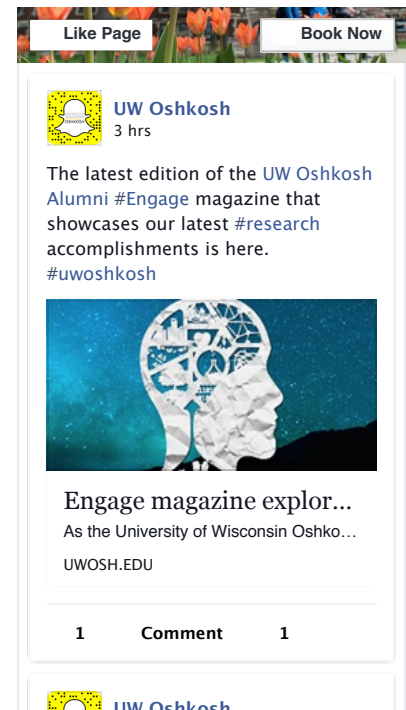 Like Page
Book Now
UW Oshkosh
3 hrs
OSHKOSH
The latest edition of the UW Oshkosh
Alumni #Engage magazine that
showcases our latest #research
accomplishments is here.
#uwoshkosh
Engage magazine explor...
As the University of Wisconsin Oshko...
UWOSH.EDU
1 Comment 1
UW Oshkosh